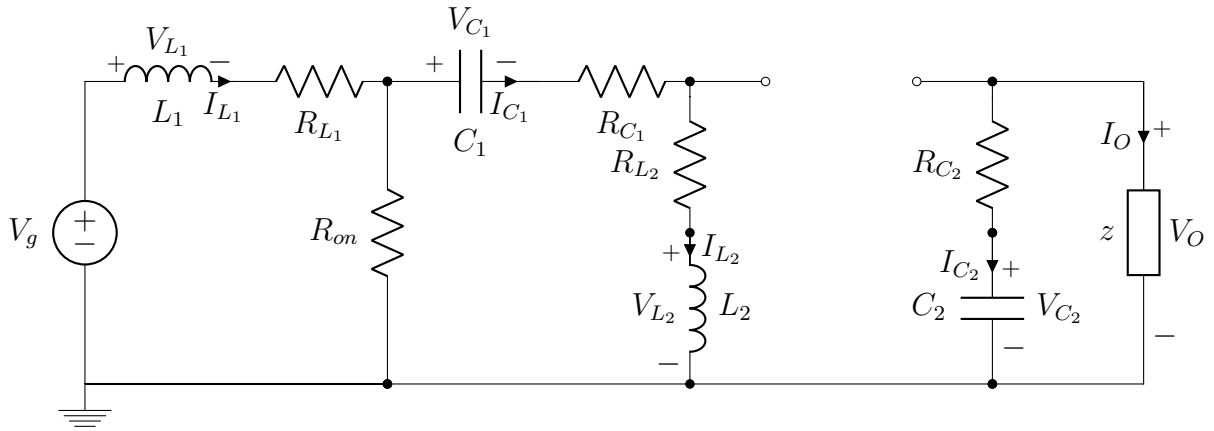 V_{C_1}
V_{L_1}
+ −
+ −
L_1
I_{L_1}
R_{L_1}
C_1
I_{C_1}
R_{C_1}
R_{L_2}
I_O
+
R_{C_2}
V_g
+
−
R_{on}
+
I_{L_2}
V_{L_2}
L_2
−
I_{C_2}
+
C_2
V_{C_2}
−
z
V_O
−